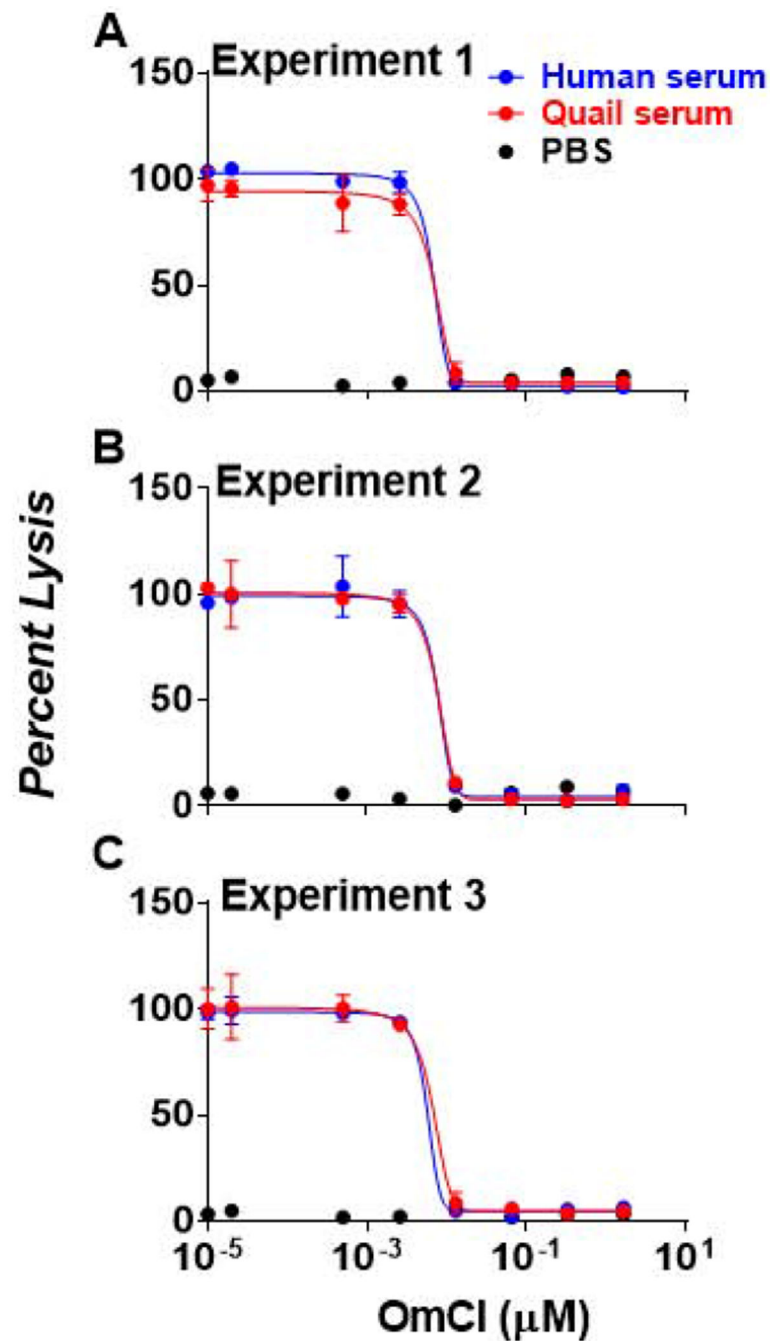 A
Experiment 1
Human serum
Quail serum
PBS
150
100
50
0
B
Experiment 2
150
100
50
0
Percent Lysis
C
Experiment 3
150
100
50
0
10-5 10-3 10-1 101
OmCI (μM)